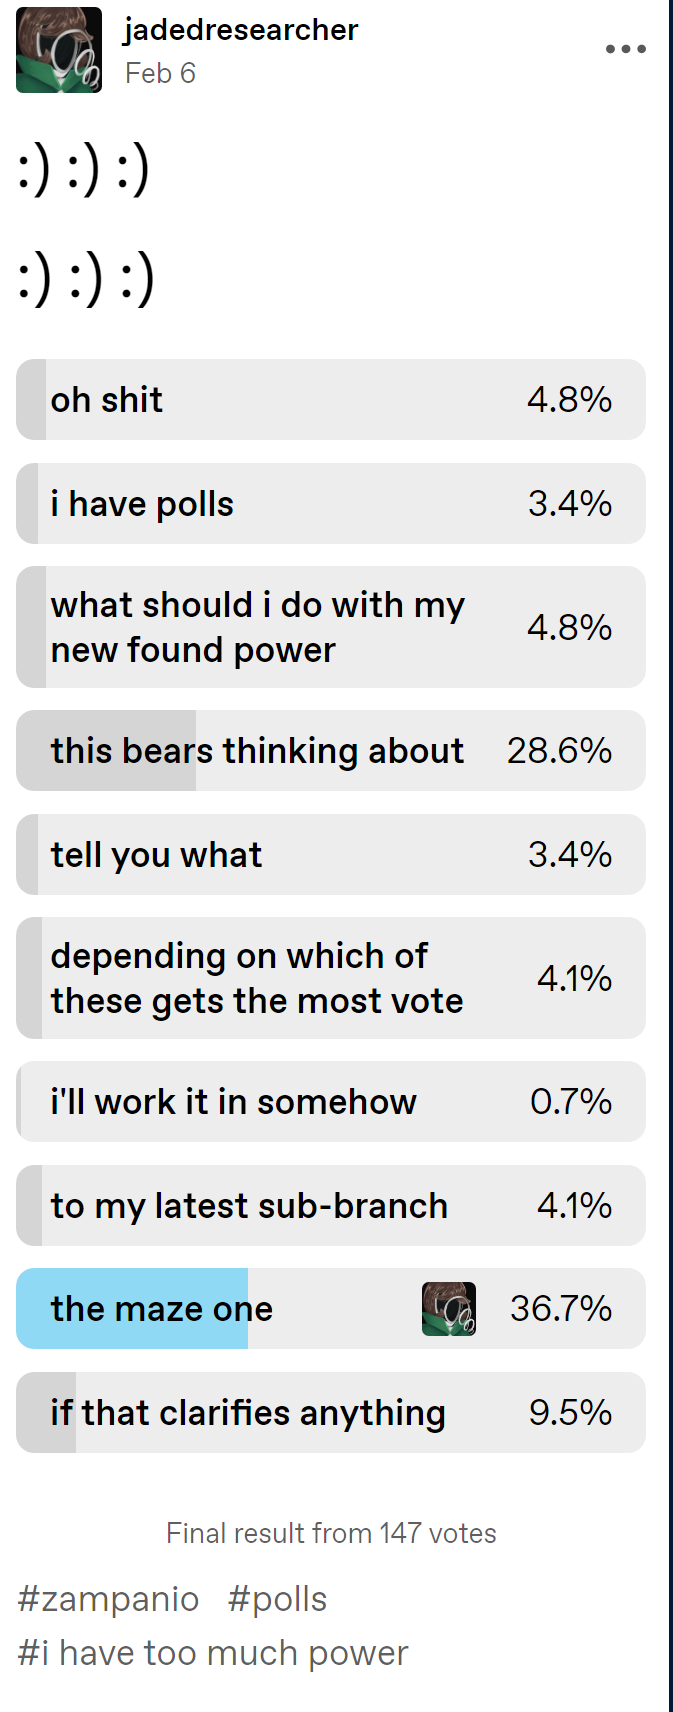 jadedresearcher
Feb 6
:) :) :)
:) :) :)
oh shit 4.8%
i have polls 3.4%
what should i do with my
new found power 4.8%
this bears thinking about 28.6%
tell you what 3.4%
depending on which of
these gets the most vote 4.1%
i'll work it in somehow 0.7%
to my latest sub-branch 4.1%
the maze one 36.7%
if that clarifies anything 9.5%
Final result from 147 votes
#zampanio #polls
#i have too much power